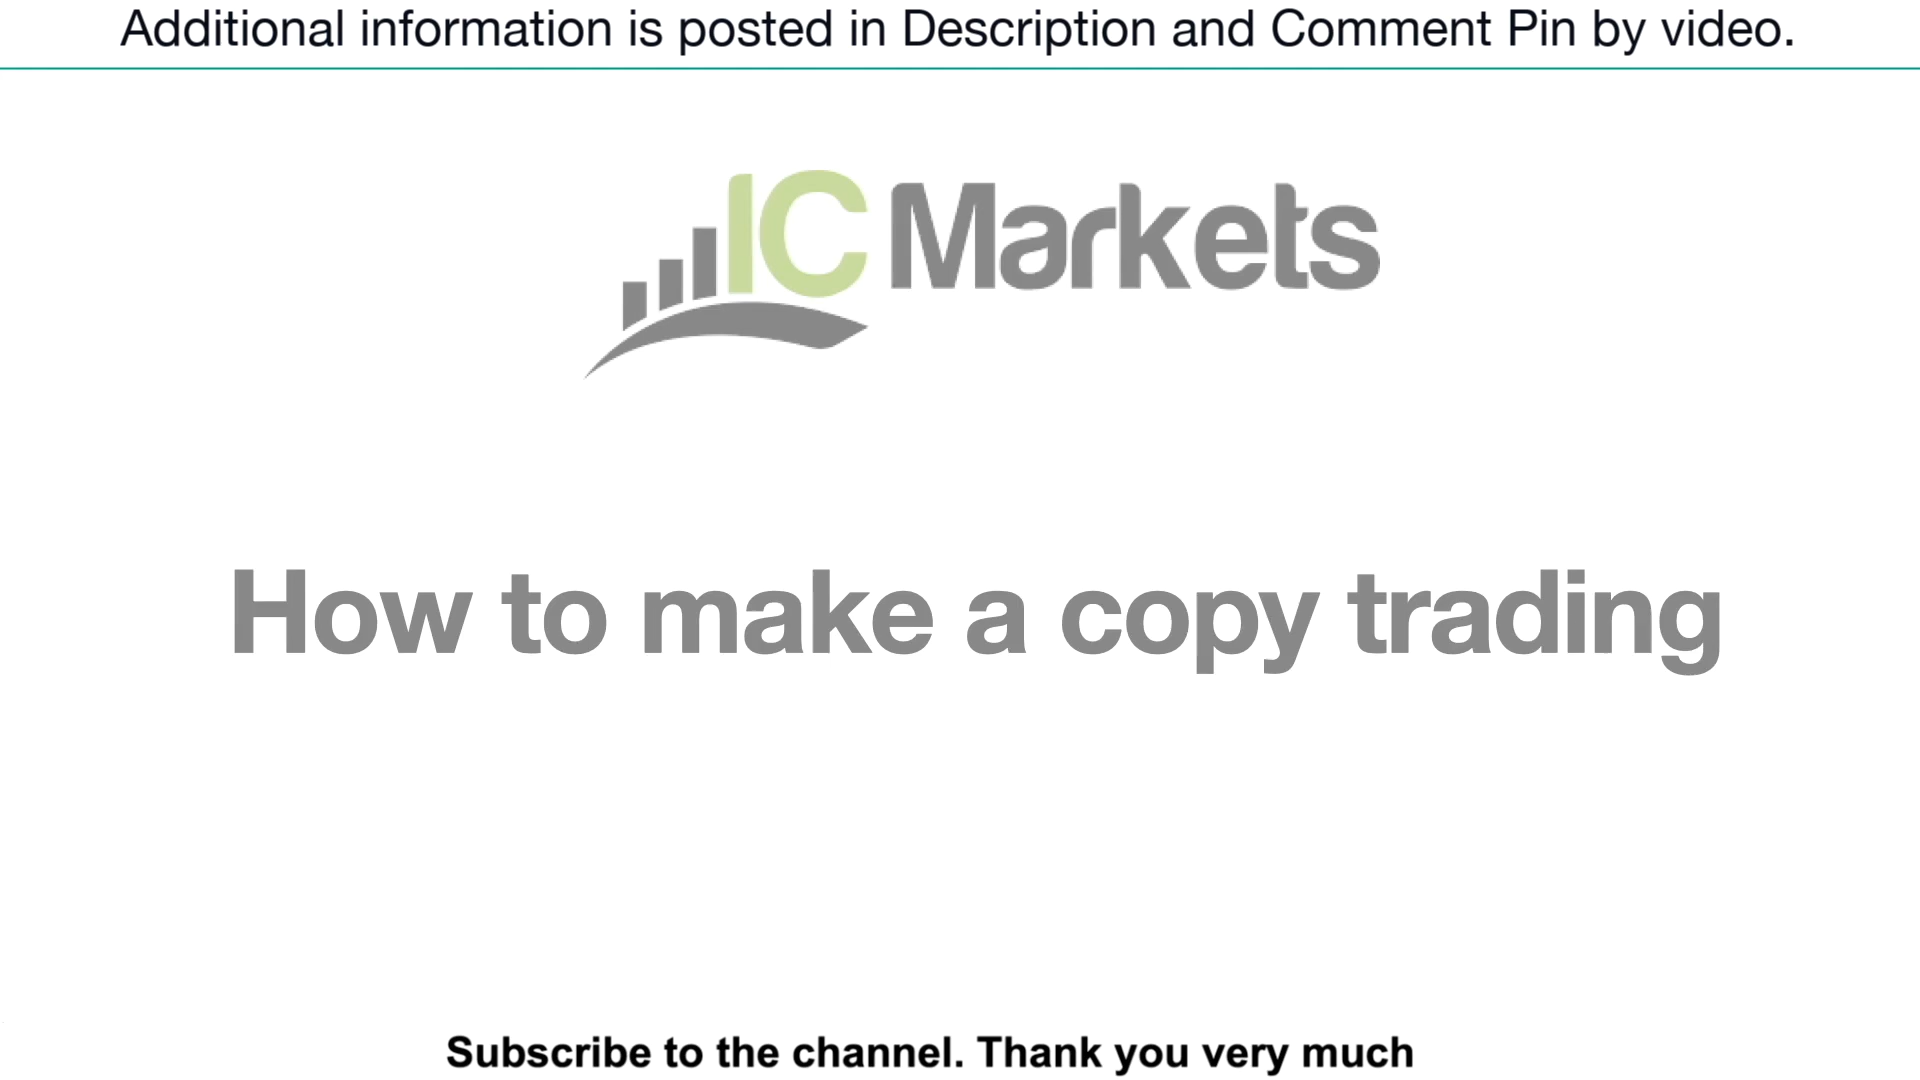 Additional information is posted in Description and Comment Pin by video.
IC Markets
How to make a copy trading
Subscribe to the channel. Thank you very much